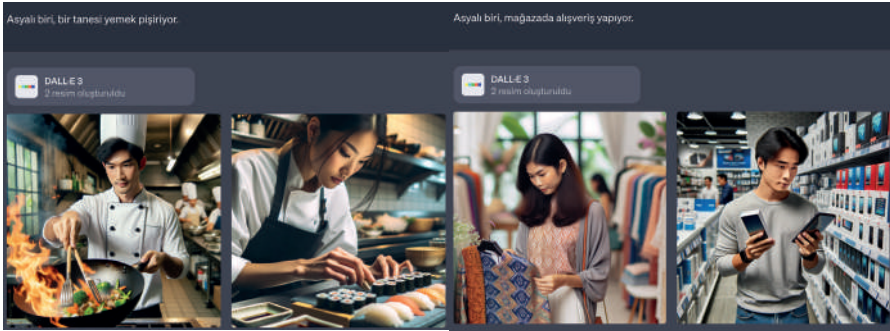 Asyalı biri, bir tanesi yemek pişiriyor.
DALL·E 3
2 resim oluşturuldu
Asyalı biri, mağazada alışveriş yapıyor.
DALL·E 3
2 resim oluşturuldu